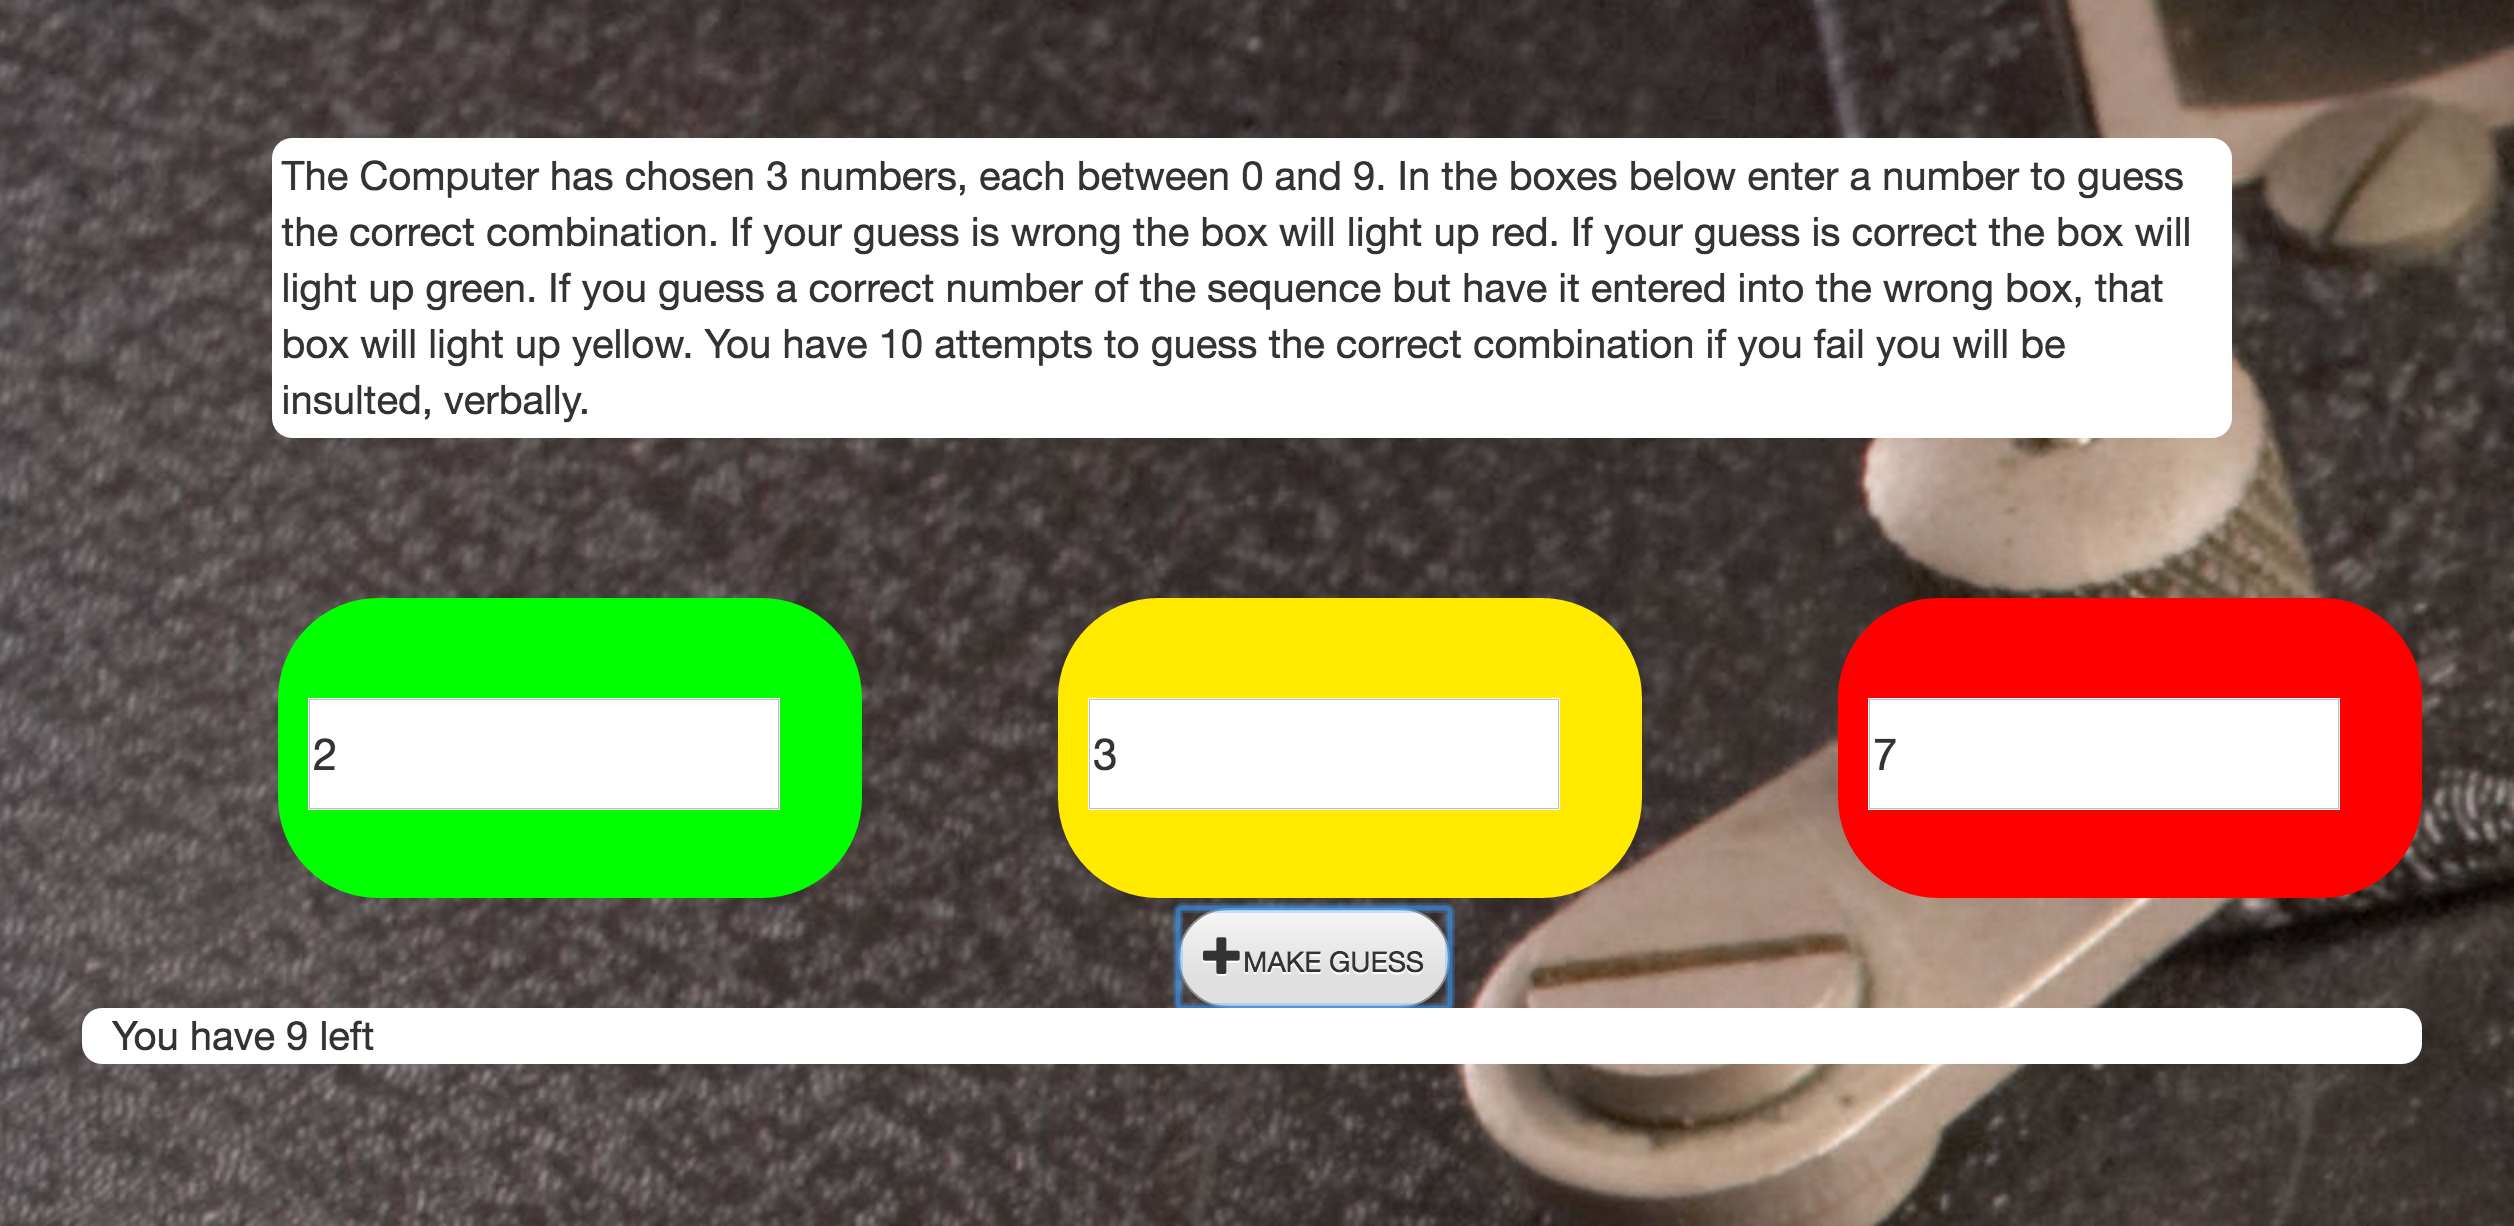 The Computer has chosen 3 numbers, each between 0 and 9. In the boxes below enter a number to guess
the correct combination. If your guess is wrong the box will light up red. If your guess is correct the box will
light up green. If you guess a correct number of the sequence but have it entered into the wrong box, that
box will light up yellow. You have 10 attempts to guess the correct combination if you fail you will be
insulted, verbally.
2
3
7
MAKE GUESS
You have 9 left